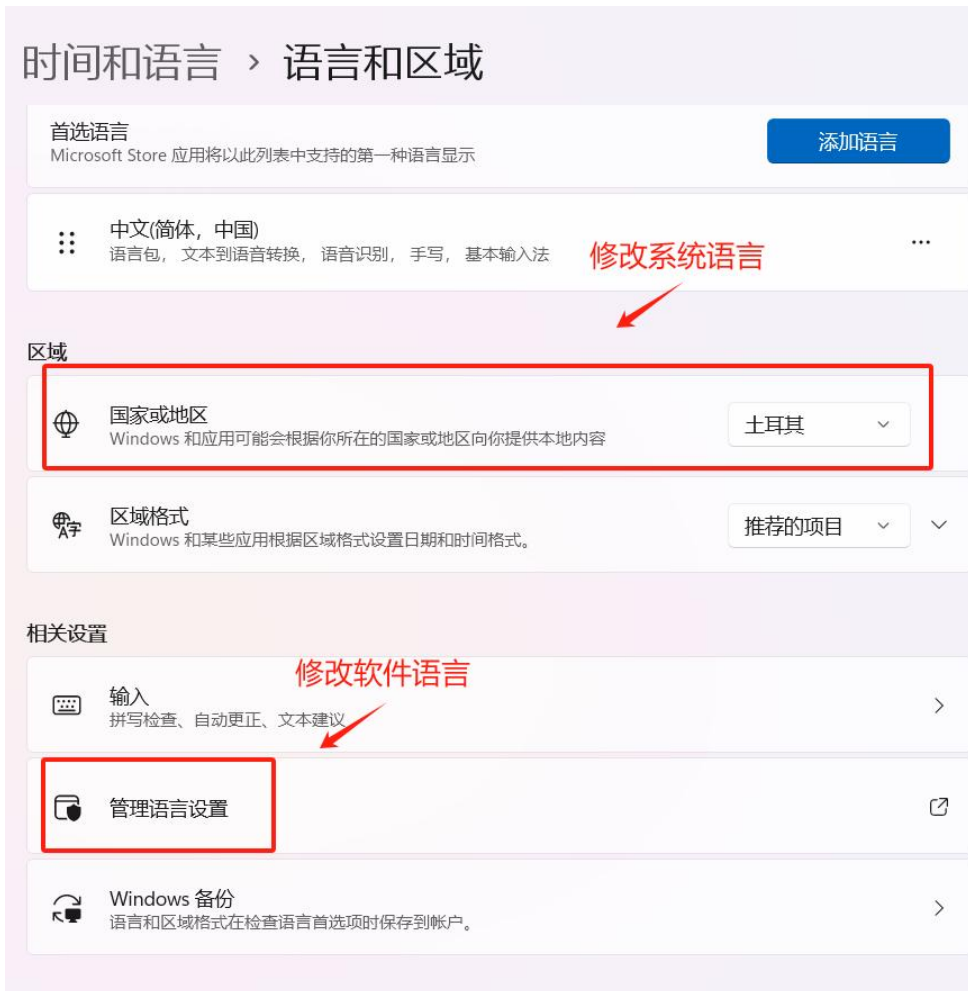 时间和语言 › 语言和区域
首选语言
Microsoft Store 应用将以此列表中支持的第一种语言显示
添加语言
中文(简体，中国)
语言包， 文本到语音转换， 语音识别， 手写， 基本输入法
修改系统语言
区域
国家或地区
Windows 和应用可能会根据你所在的国家或地区向你提供本地内容
土耳其
区域格式
Windows 和某些应用根据区域格式设置日期和时间格式。
推荐的项目
相关设置
修改软件语言
输入
拼写检查、自动更正、文本建议
管理语言设置
Windows 备份
语言和区域格式在检查语言首选项时保存到帐户。